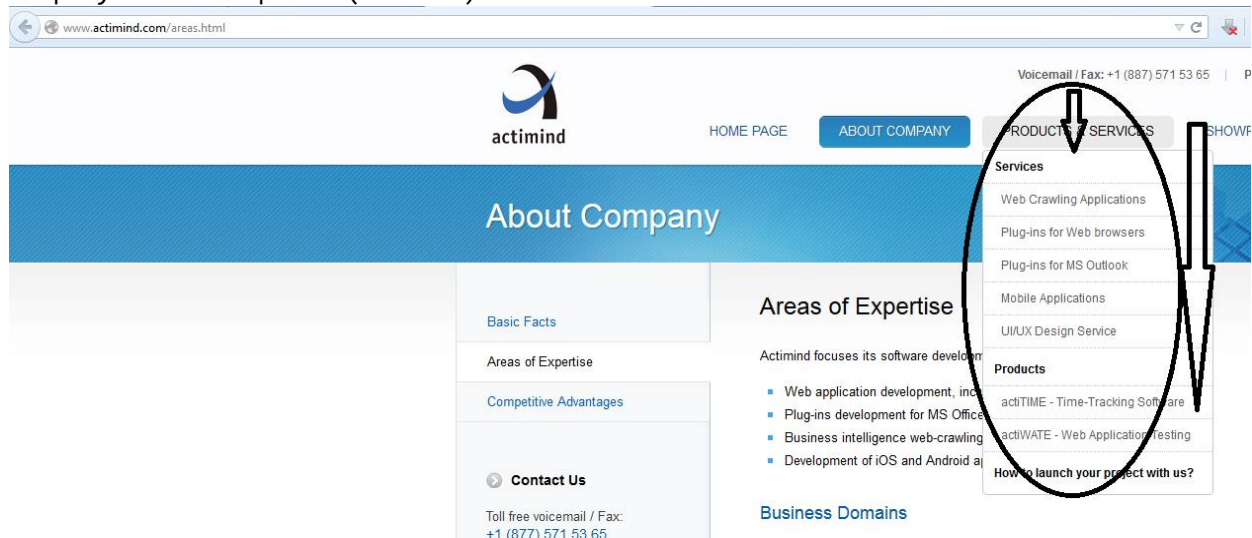 www.actimind.com/areas.html
Voicemail / Fax: +1 (887) 571 53 65 | P
actimind
HOME PAGE
ABOUT COMPANY
PRODUCTS & SERVICES
About Company
Services
Web Crawling Applications
Plug-ins for Web browsers
Plug-ins for MS Outlook
Mobile Applications
UI/UX Design Service
Products
actiTIME - Time-Tracking Software
actiWATE - Web Application Testing
How to launch your project with us?
Basic Facts
Areas of Expertise
Competitive Advantages
Contact Us
Toll free voicemail / Fax:
+1 (877) 571 53 65
Areas of Expertise
Actimind focuses its software developm
Web application development, inc
Plug-ins development for MS Office
Business intelligence web-crawling
Development of iOS and Android a
Business Domains